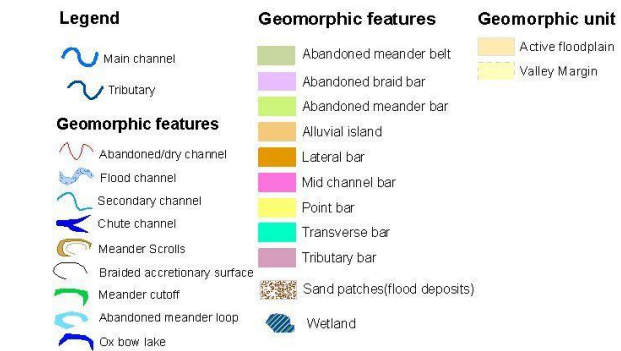 Legend
Main channel
Tributary
Geomorphic features
Abandoned/dry channel
Flood channel
Secondary channel
Chute channel
Meander Scrolls
Braided accretionary surface
Meander cutoff
Abandoned meander loop
Ox bow lake
Geomorphic features
Abandoned meander belt
Abandoned braid bar
Abandoned meander bar
Alluvial island
Lateral bar
Mid channel bar
Point bar
Transverse bar
Tributary bar
Sand patches(flood deposits)
Wetland
Geomorphic unit
Active floodplain
Valley Margin